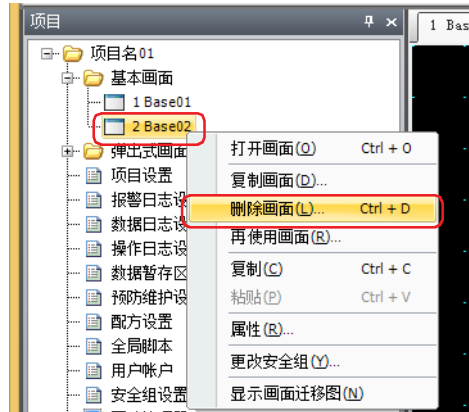 项目
1 Bas
项目名01
基本画面
1 Base01
2 Base02
弹出式画面
项目设置
报警日志设
数据日志设
操作日志设
数据暂存区
预防维护设
配方设置
全局脚本
用户帐户
安全组设置
打开画面(O) Ctrl + O
复制画面(D)...
删除画面(L)... Ctrl + D
再使用画面(R)...
复制(C) Ctrl + C
粘贴(P) Ctrl + V
属性(R)...
更改安全组(Y)...
显示画面迁移图(N)